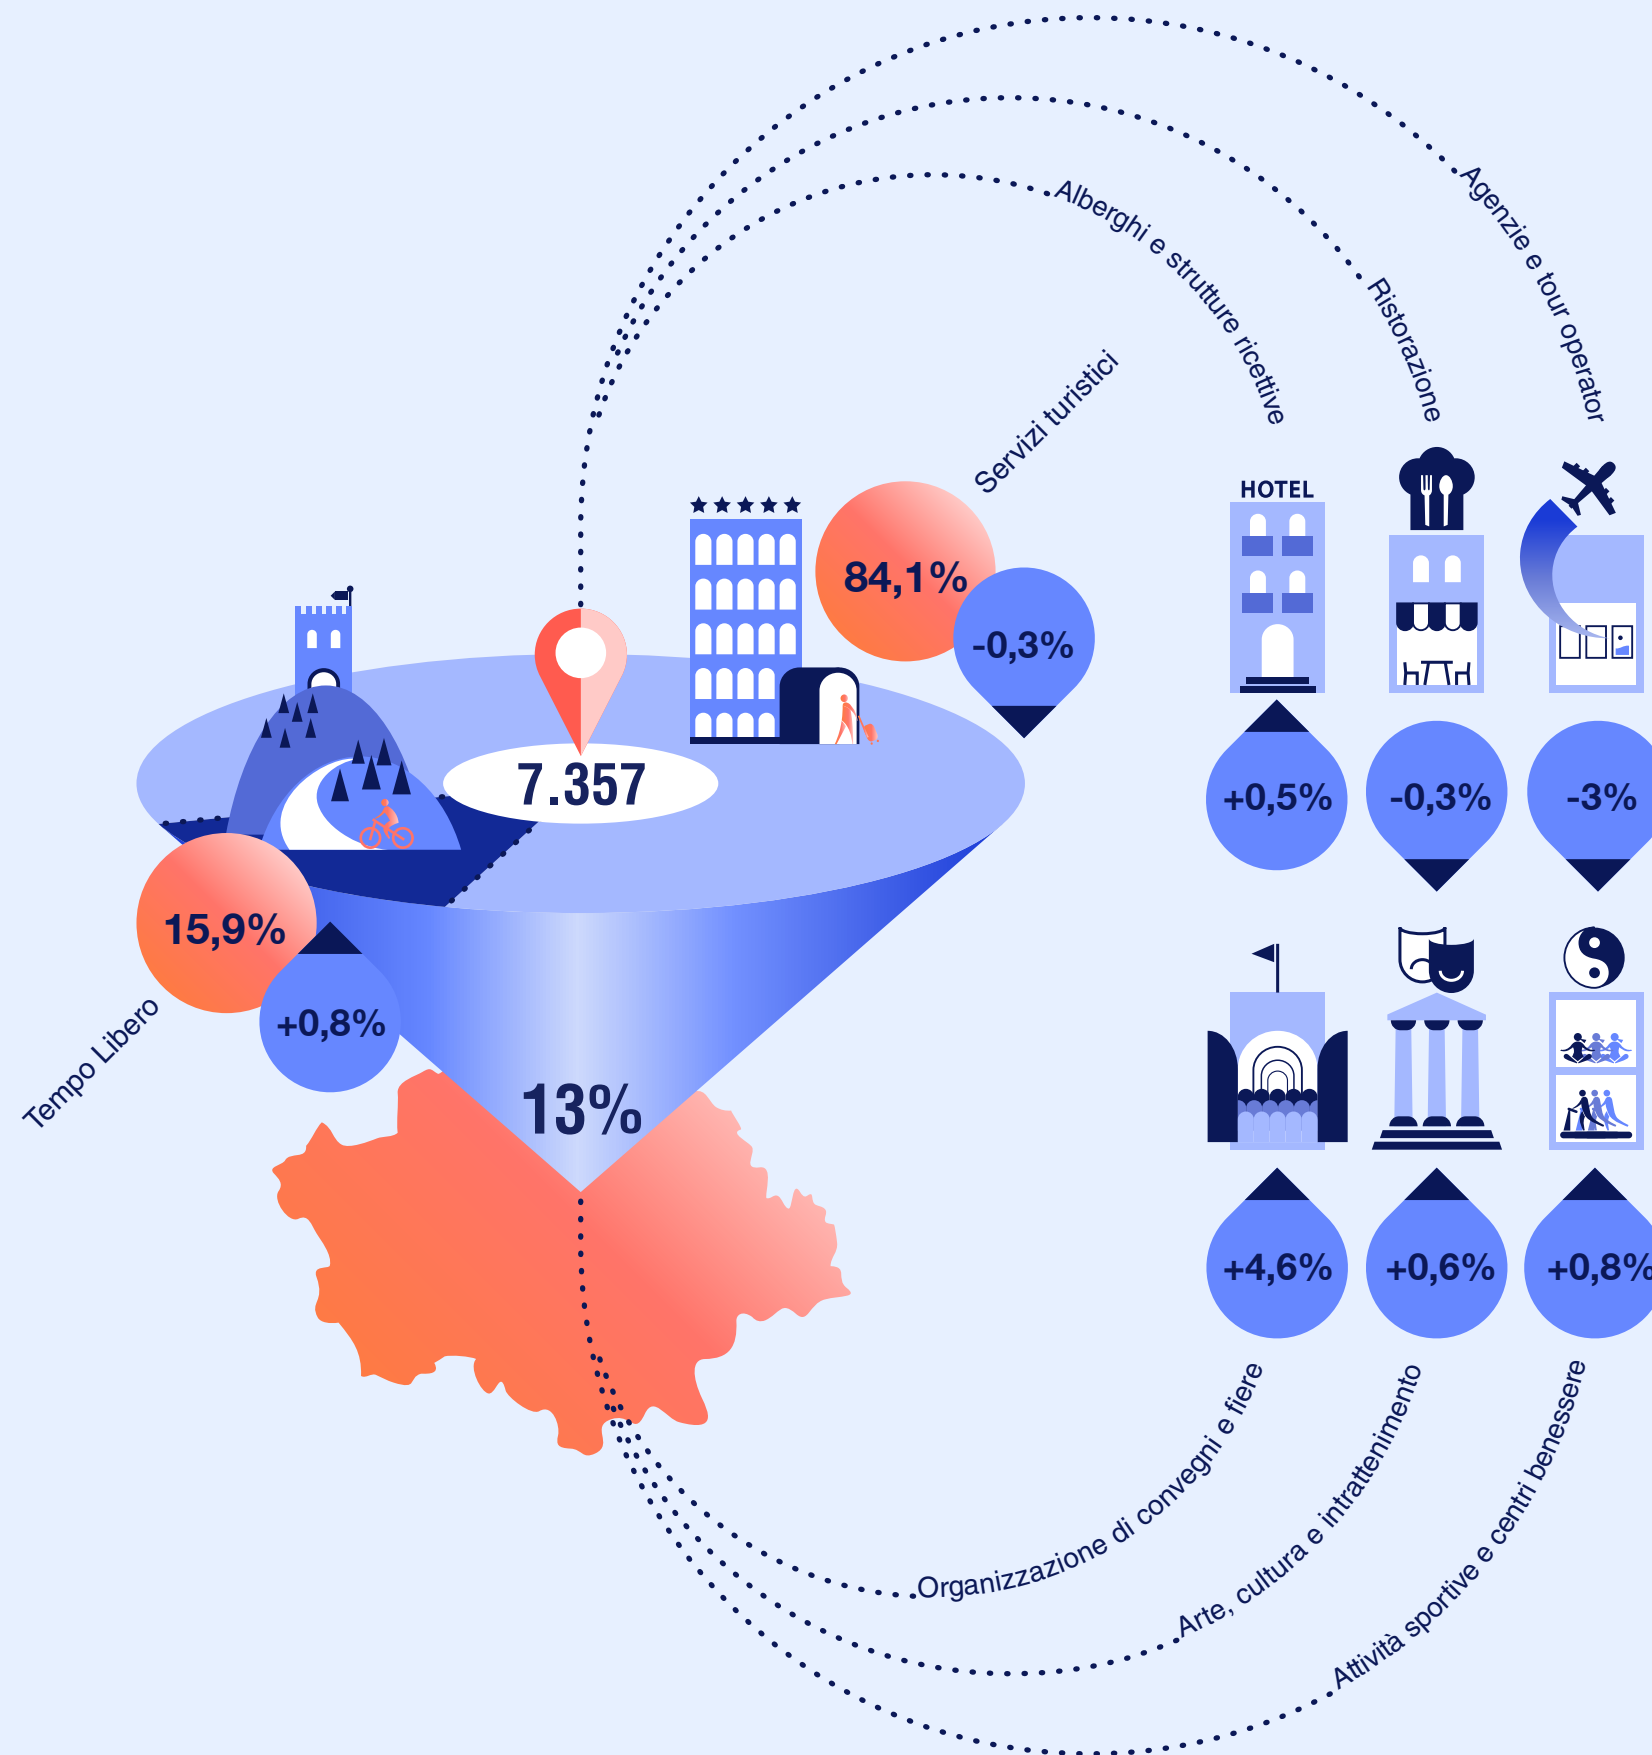 Agenzie e tour operator
Ristorazione
Alberghi e strutture ricettive
Servizi turistici
HOTEL
84,1%
-0,3%
7.357
+0,5%
-0,3%
-3%
15,9%
+0,8%
Tempo Libero
13%
+4,6%
+0,6%
+0,8%
Organizzazione di convegni e fiere
Arte, cultura e intrattenimento
Attività sportive e centri benessere